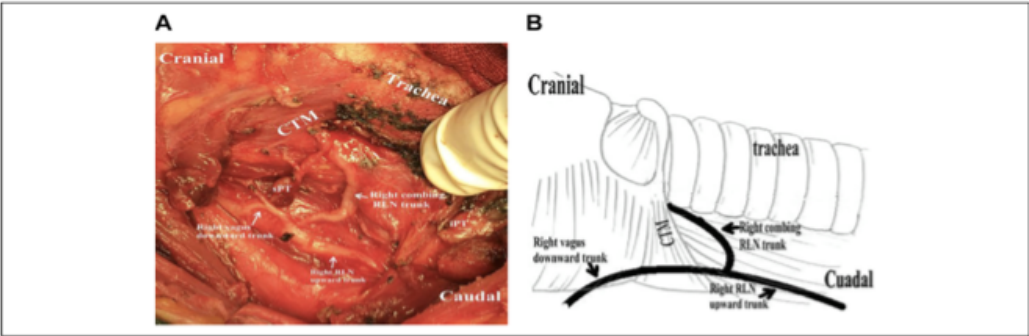 A
Cranial
Trachea
CTM
iPT
Right combing
RLN trunk
iPT
Right vagus
downward trunk
Right RLN
upward trunk
Caudal
B
Cranial
trachea
Right combing
RLN trunk
CTM
Right vagus
downward trunk
Cuadal
Right RLN
upward trunk